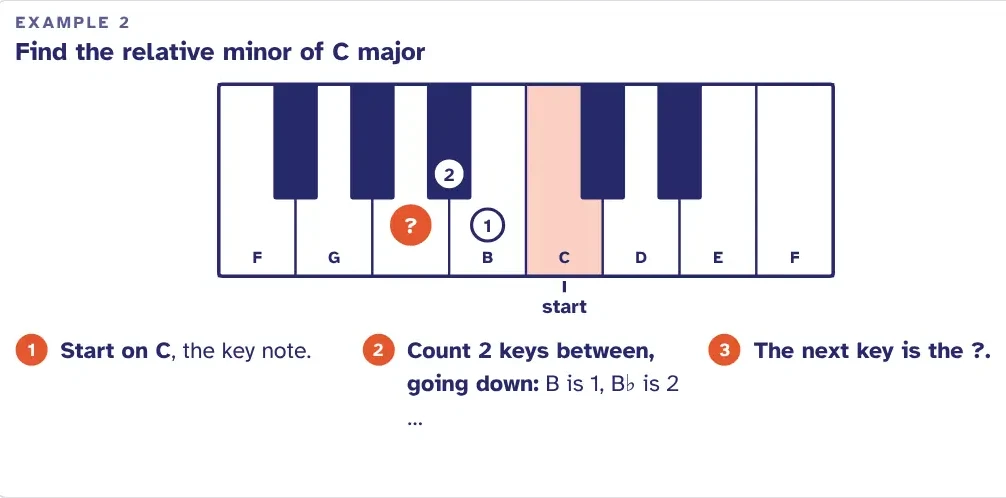 EXAMPLE 2
Find the relative minor of C major
2
?
1
F G B C D E F
start
1 Start on C, the key note.
2 Count 2 keys between,
going down: B is 1, B♭ is 2
...
3 The next key is the ?.